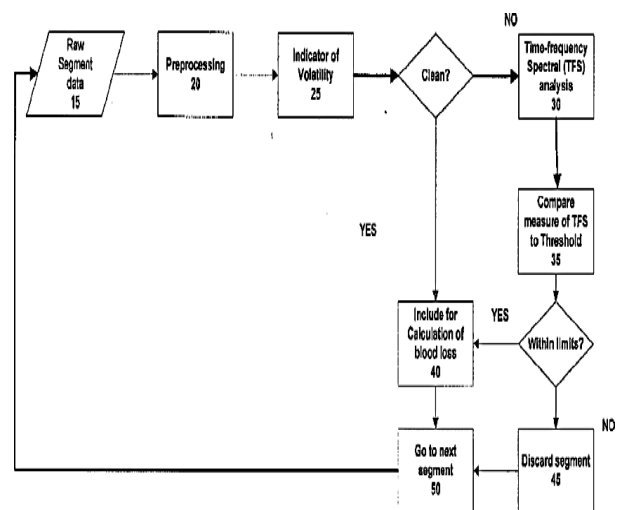 NO
Raw
Segment
data
15
Preprocessing
20
Indicator of
Volatility
25
Clean?
Time-frequency
Spectral (TFS)
analysis
30
YES
Compare
measure of TFS
to Threshold
35
Include for
Calculation of
blood loss
40
YES
Within limits?
NO
Go to next
segment
50
Discard segment
45